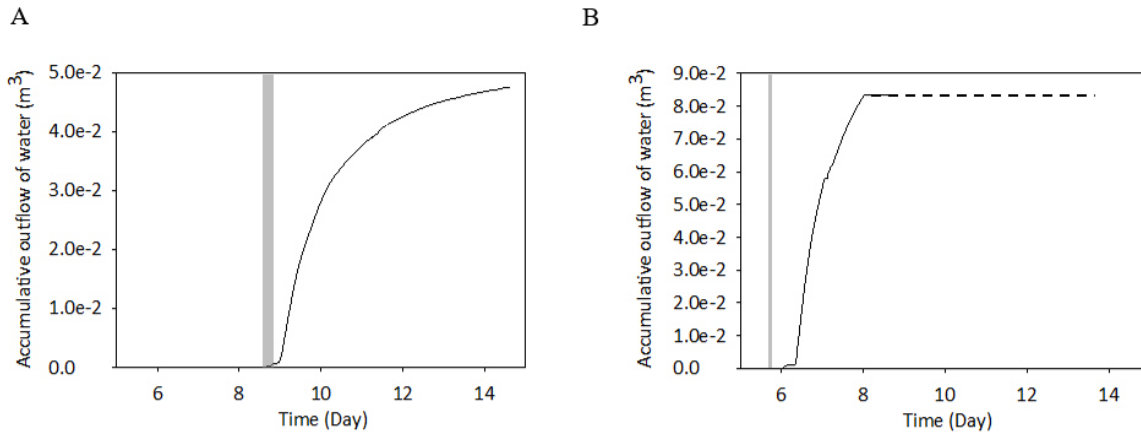 A
Accumulative outflow of water (m³)
5.0e-2
4.0e-2
3.0e-2
2.0e-2
1.0e-2
0.0
6 8 10 12 14
Time (Day)
B
Accumulative outflow of water (m³)
9.0e-2
8.0e-2
7.0e-2
6.0e-2
5.0e-2
4.0e-2
3.0e-2
2.0e-2
1.0e-2
0.0
6 8 10 12 14
Time (Day)